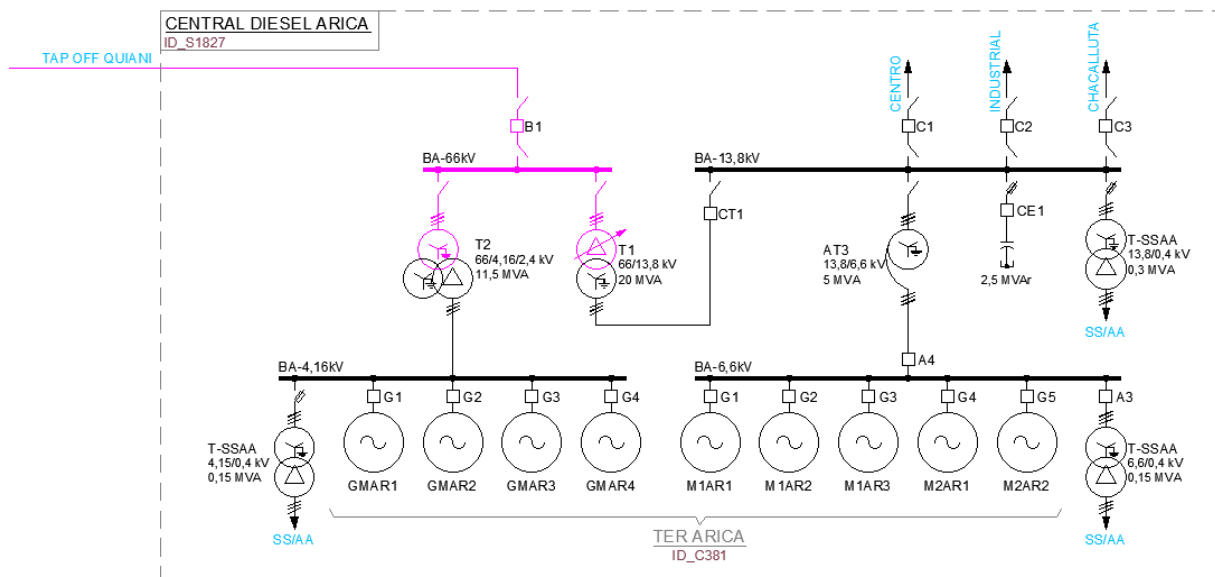 CENTRAL DIESEL ARICA
ID_S1827
TAP OFF QUIANI
CENTRO
INDUSTRIAL
CHACALLUTA
B1
C1
C2
C3
BA-66kV
BA-13,8kV
CT1
CE1
T2
66/4,16/2,4 kV
11,5 MVA
T1
66/13,8 kV
20 MVA
AT3
13,8/6,6 kV
5 MVA
2,5 MVAr
T-SSAA
13,8/0,4 kV
0,3 MVA
SS/AA
BA-4,16kV
BA-6,6kV
A4
G1
G2
G3
G4
G1
G2
G3
G4
G5
A3
T-SSAA
4,15/0,4 kV
0,15 MVA
T-SSAA
6,6/0,4 kV
0,15 MVA
GMAR1
GMAR2
GMAR3
GMAR4
M1AR1
M1AR2
M1AR3
M2AR1
M2AR2
SS/AA
SS/AA
TER ARICA
ID_C381